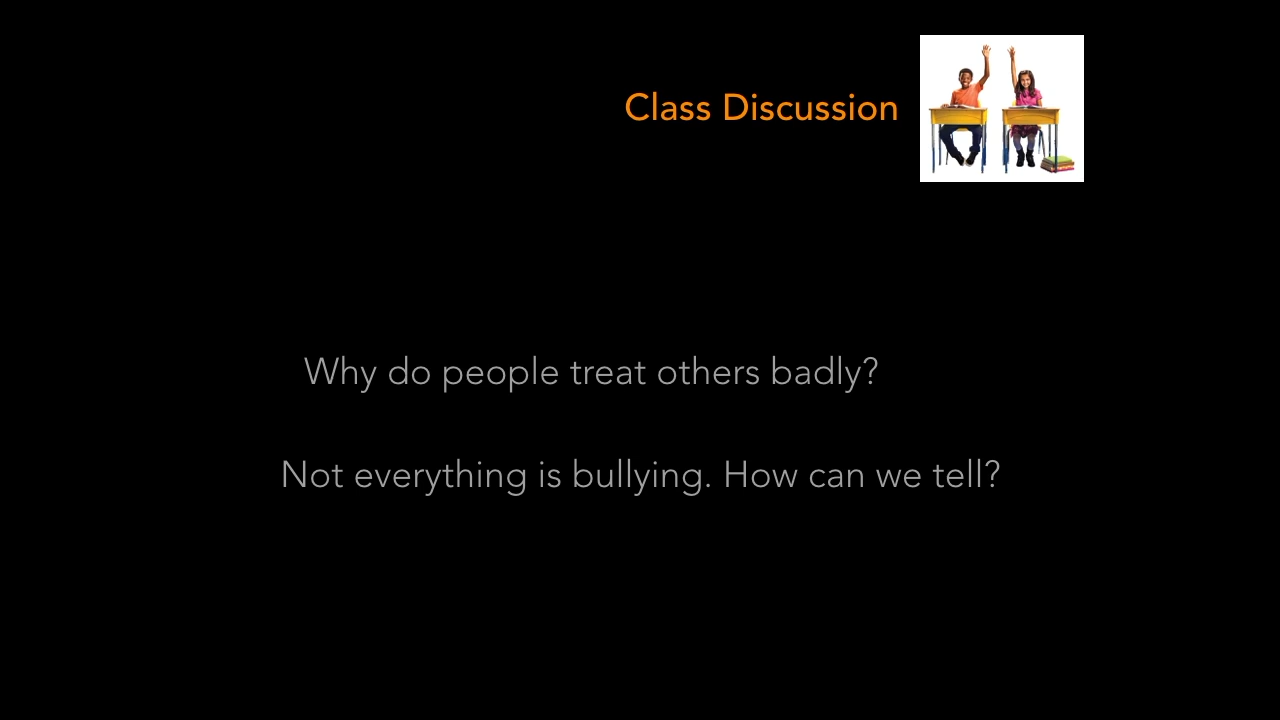 Class Discussion
Why do people treat others badly?
Not everything is bullying. How can we tell?